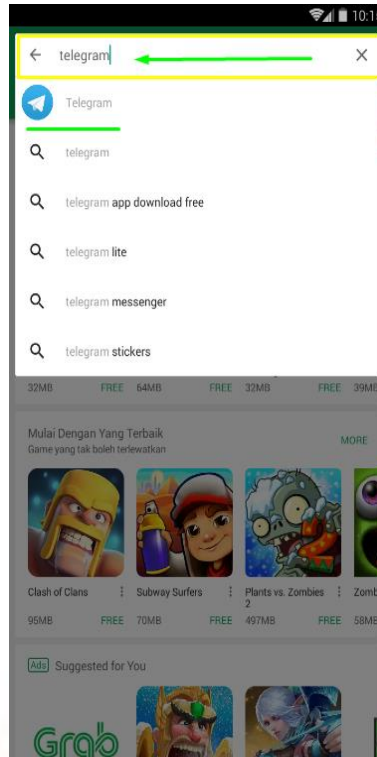 10:1
telegram
Telegram
telegram
telegram app download free
telegram lite
telegram messenger
telegram stickers
32MB FREE 64MB FREE 32MB FREE 39MB
Mulai Dengan Yang Terbaik
MORE
Game yang tak boleh terlewatkan
Clash of Clans Subway Surfers Plants vs. Zombies 2 Zomb
95MB FREE 70MB FREE 497MB FREE 58MB
Ads Suggested for You
Grab